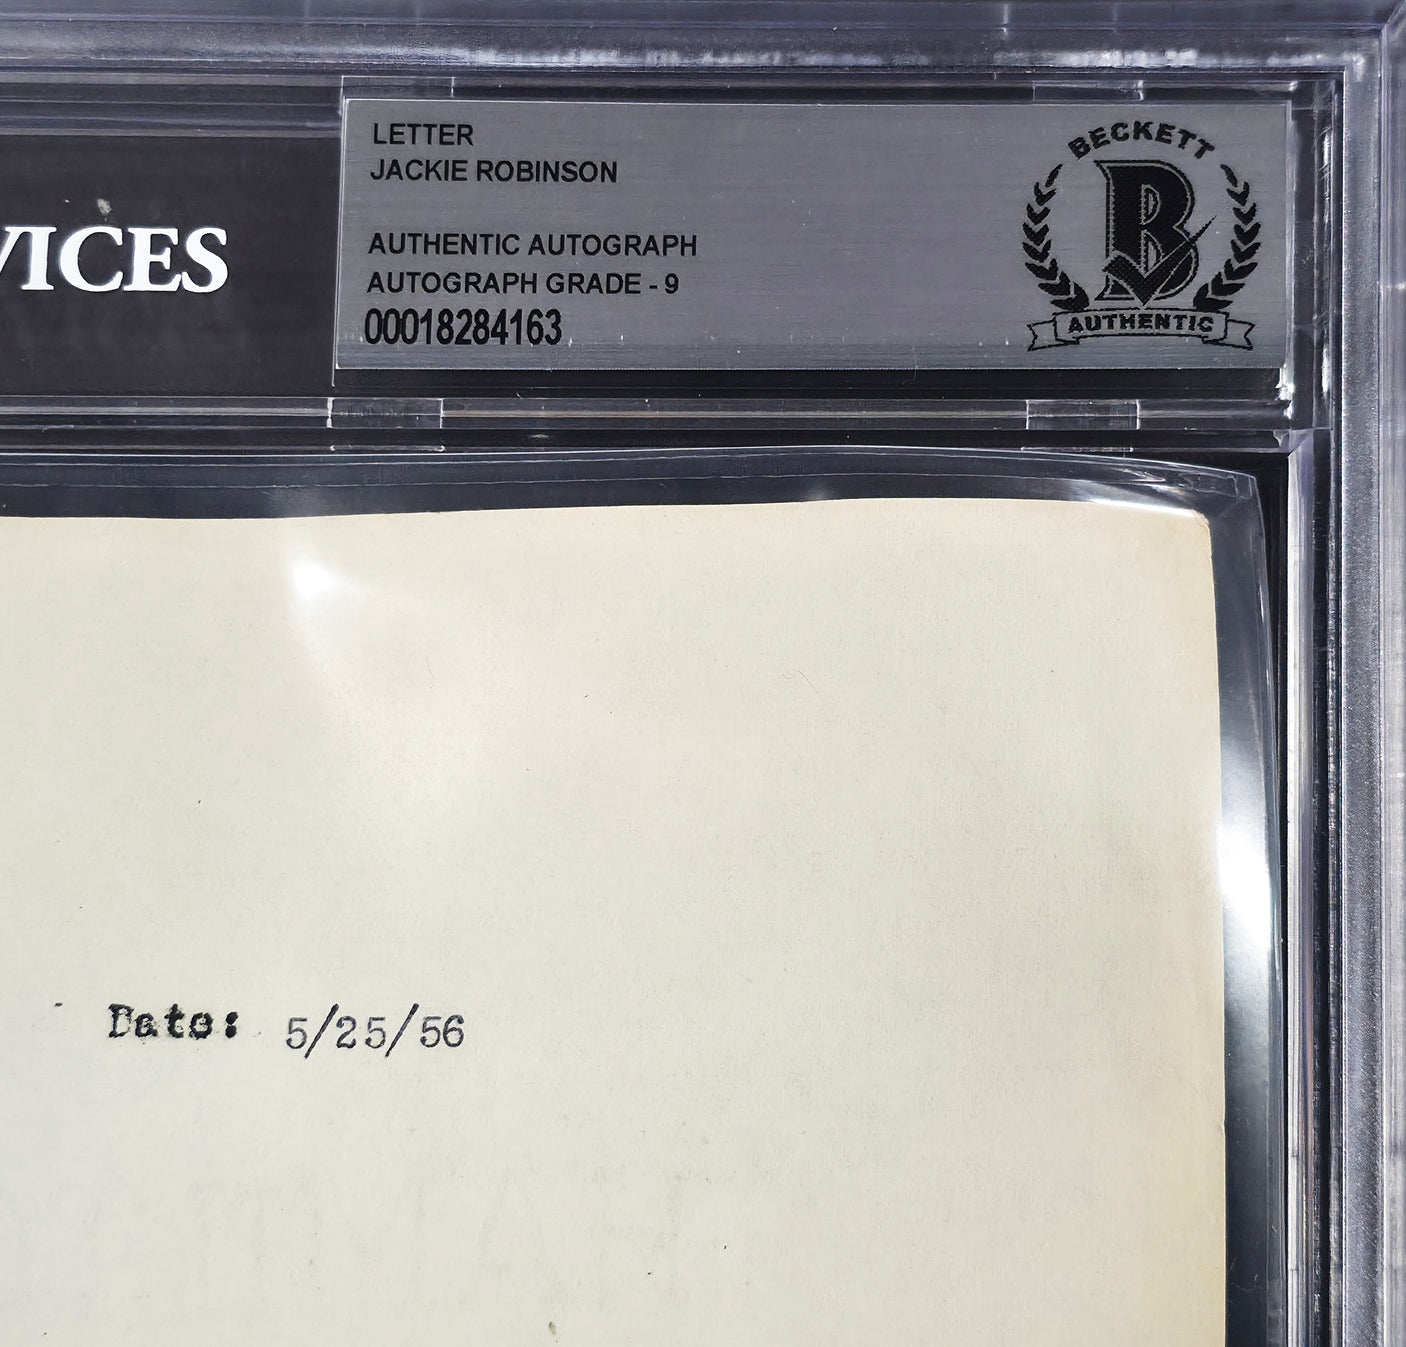 LETTER
JACKIE ROBINSON
AUTHENTIC AUTOGRAPH
AUTOGRAPH GRADE - 9
00018284163
BECKETT
B
AUTHENTIC
VICES
Date: 5/25/56